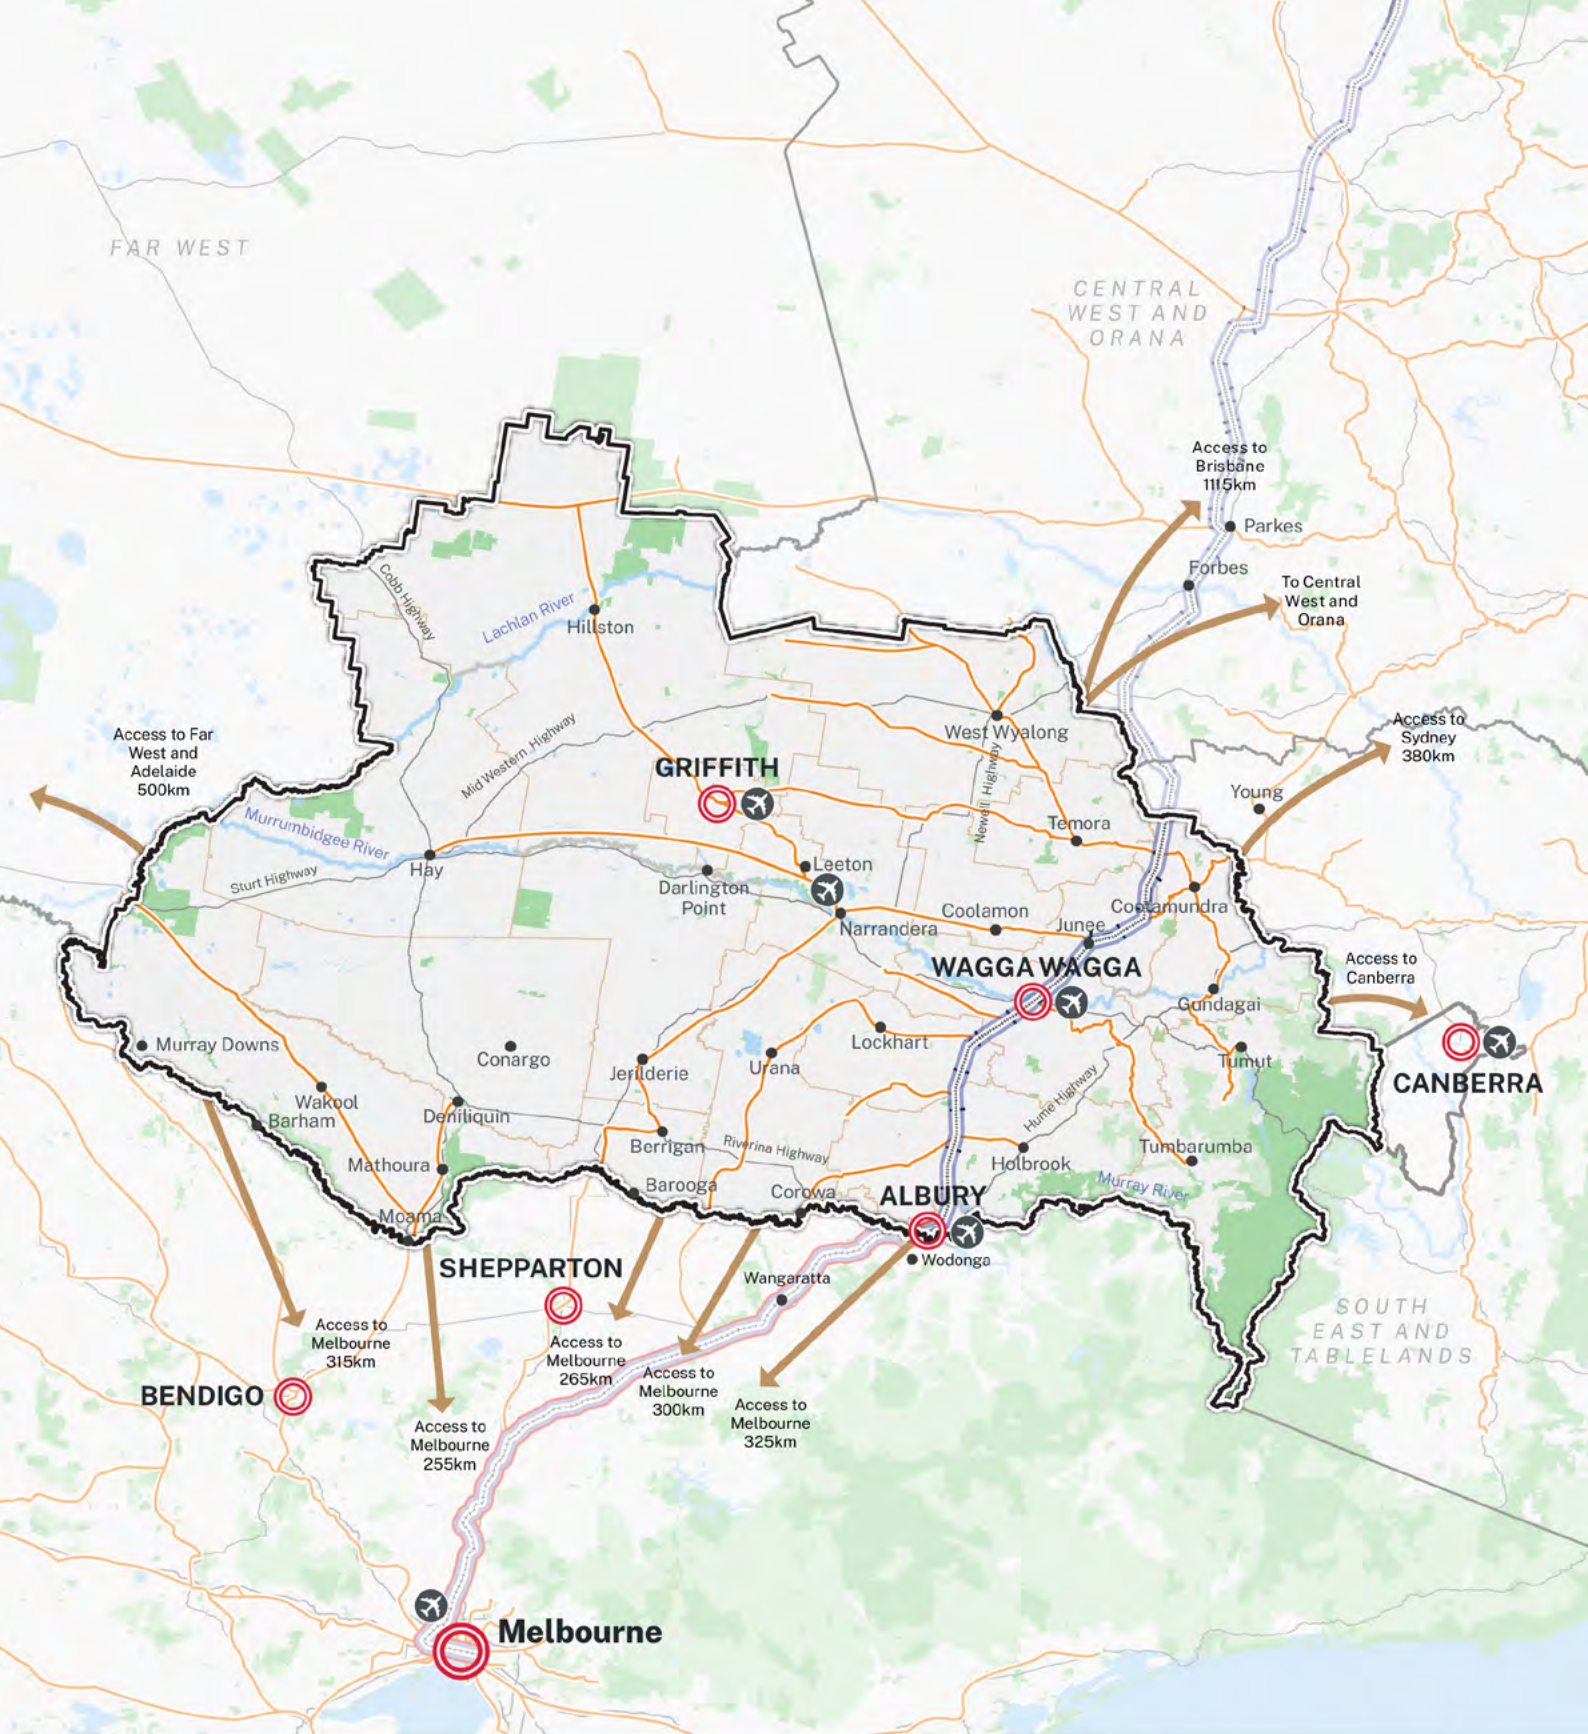 FAR WEST
CENTRAL
WEST AND
ORANA
Access to
Brisbane
1115km
Parkes
Forbes
To Central
West and
Orana
Cobb Highway
Lachlan River
Hillston
Access to Far
West and
Adelaide
500km
Mid Western Highway
West Wyalong
Newell Highway
Access to
Sydney
380km
GRIFFITH
Young
Murrumbidgee River
Temora
Hay
Sturt Highway
Leeton
Darlington
Point
Narrandera
Coolamon
Junee
Cootamundra
WAGGA WAGGA
Access to
Canberra
Gundagai
Murray Downs
Conargo
Jerilderie
Urana
Lockhart
Tumut
CANBERRA
Wakool
Barham
Deniliquin
Hume Highway
Berrigan
Riverina Highway
Holbrook
Tumbarumba
Mathoura
Barooga
Corowa
ALBURY
Murray River
Moama
SHEPPARTON
Wangaratta
Wodonga
Access to
Melbourne
315km
Access to
Melbourne
265km
Access to
Melbourne
300km
Access to
Melbourne
325km
SOUTH
EAST AND
TABLELANDS
BENDIGO
Access to
Melbourne
255km
Melbourne